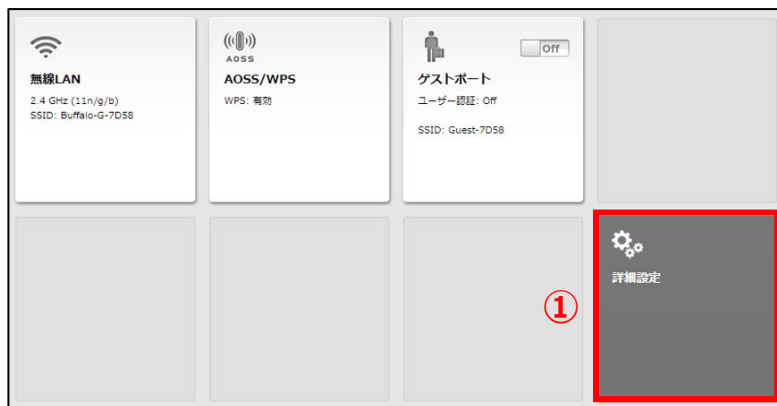 無線LAN
2.4 GHz (11n/g/b)
SSID: Buffalo-G-7D58
AOSS
AOSS/WPS
WPS: 有効
Off
ゲストポート
ユーザー認証: Off
SSID: Guest-7D58
①
詳細設定